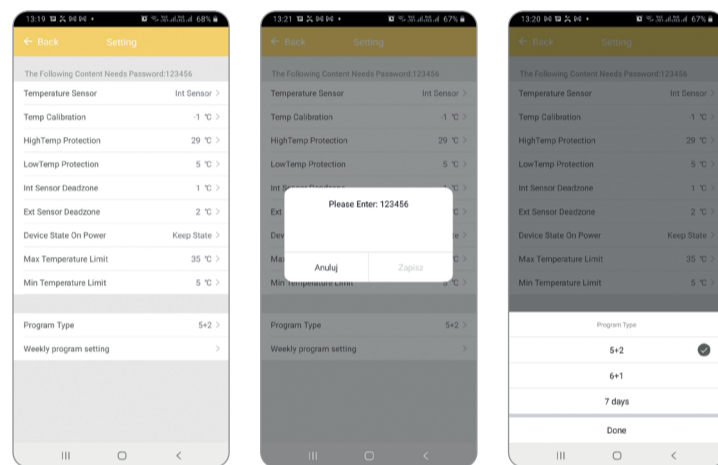 13:19 68%
← Back Setting
The Following Content Needs Password:123456
Temperature Sensor Int Sensor >
Temp Calibration -1 °C >
HighTemp Protection 29 °C >
LowTemp Protection 5 °C >
Int Sensor Deadzone 1 °C >
Ext Sensor Deadzone 2 °C >
Device State On Power Keep State >
Max Temperature Limit 35 °C >
Min Temperature Limit 5 °C >
Program Type 5+2 >
Weekly program setting >
13:21 67%
← Back Setting
The Following Content Needs Password:123456
Temperature Sensor Int Sensor >
Temp Calibration -1 °C >
HighTemp Protection 29 °C >
LowTemp Protection 5 °C >
Ext
Please Enter: 123456
Anuluj Zapisz
Min Temperature Limit 5 °C >
Program Type 5+2 >
Weekly program setting >
13:20 67%
← Back Setting
The Following Content Needs Password:123456
Temperature Sensor Int Sensor >
Temp Calibration -1 °C >
HighTemp Protection 29 °C >
LowTemp Protection 5 °C >
Int Sensor Deadzone 1 °C >
Ext Sensor Deadzone 2 °C >
Device State On Power Keep State >
Max Temperature Limit 35 °C >
Min Temperature Limit 5 °C >
Program Type
5+2
6+1
7 days
Done